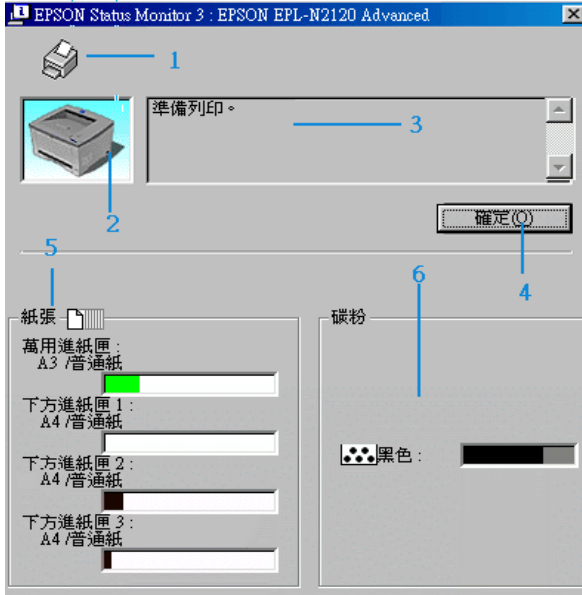 EPSON Status Monitor 3 : EPSON EPL-N2120 Advanced
1
準備列印。
3
2
確定(O)
4
5
6
紙張
萬用進紙匣 :
A3 /普通紙
下方進紙匣 1 :
A4 /普通紙
下方進紙匣 2 :
A4 /普通紙
下方進紙匣 3 :
A4 /普通紙
碳粉
黑色 :